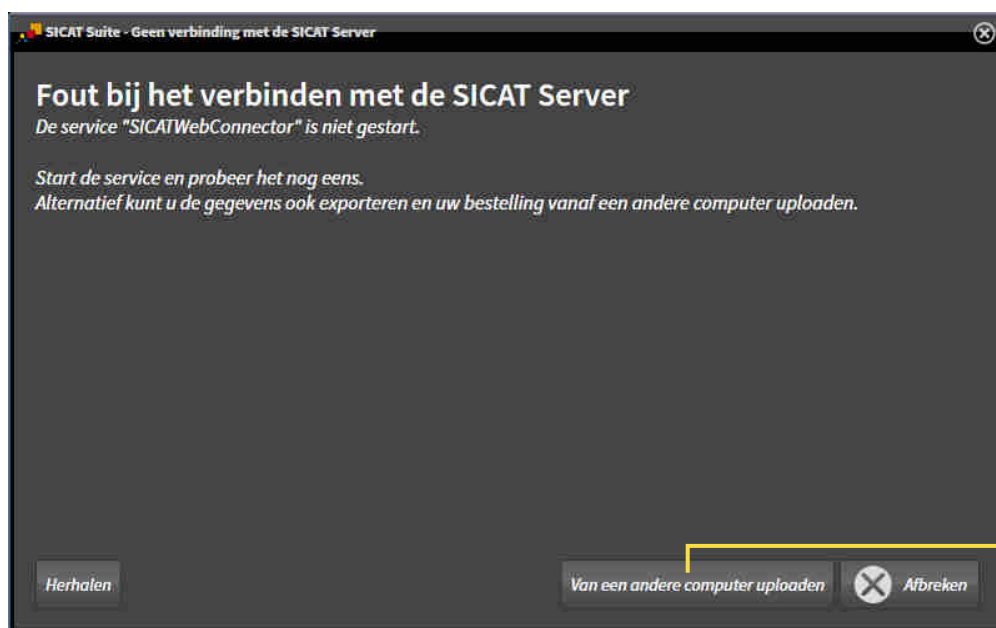 SICAT Suite - Geen verbinding met de SICAT Server
Fout bij het verbinden met de SICAT Server
De service "SICATWebConnector" is niet gestart.
Start de service en probeer het nog eens.
Alternatief kunt u de gegevens ook exporteren en uw bestelling vanaf een andere computer uploaden.
Herhalen
Van een andere computer uploaden
Afbreken